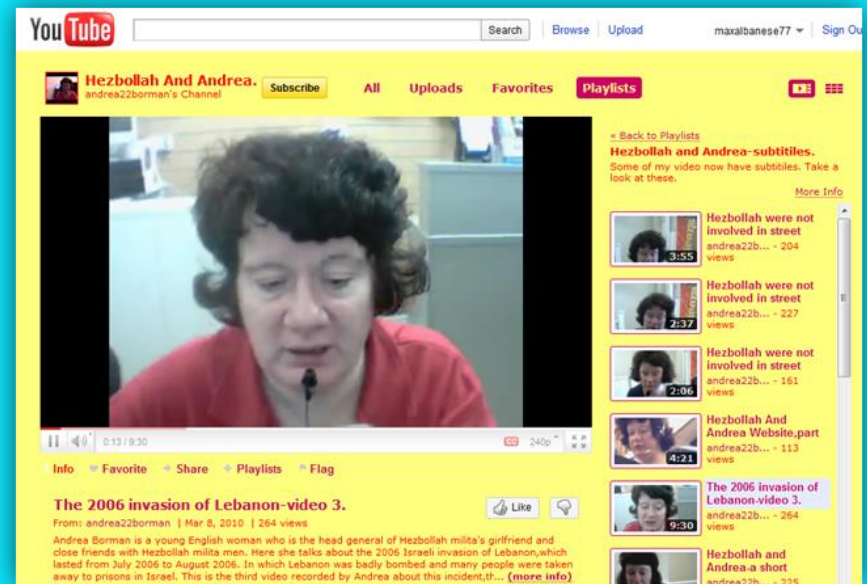 YouTube
Search
Browse
Upload
maxalbanese77
Sign Ou
Hezbollah And Andrea.
andrea22borman's Channel
Subscribe
All
Uploads
Favorites
Playlists
« Back to Playlists
Hezbollah and Andrea-subtitiles.
Some of my video now have subtitiles. Take a
look at these.
More Info
Hezbollah were not
involved in street
andrea22b... - 204
views
3:55
Hezbollah were not
involved in street
andrea22b... - 227
views
2:37
Hezbollah were not
involved in street
andrea22b... - 161
views
2:06
Hezbollah And
Andrea Website,part
andrea22b... - 113
views
4:21
The 2006 invasion of
Lebanon-video 3.
andrea22b... - 264
views
9:30
Hezbollah and
Andrea-a short
andrea22b... - 225
0:13 / 9:30
CC
240p
Info
Favorite
Share
Playlists
Flag
The 2006 invasion of Lebanon-video 3.
Like
From: andrea22borman | Mar 8, 2010 | 264 views
Andrea Borman is a young English woman who is the head general of Hezbollah milita's girlfriend and
close friends with Hezbollah milita men. Here she talks about the 2006 Israeli invasion of Lebanon,which
lasted from July 2006 to August 2006. In which Lebanon was badly bombed and many people were taken
away to prisons in Israel. This is the third video recorded by Andrea about this incident,th... (more info)